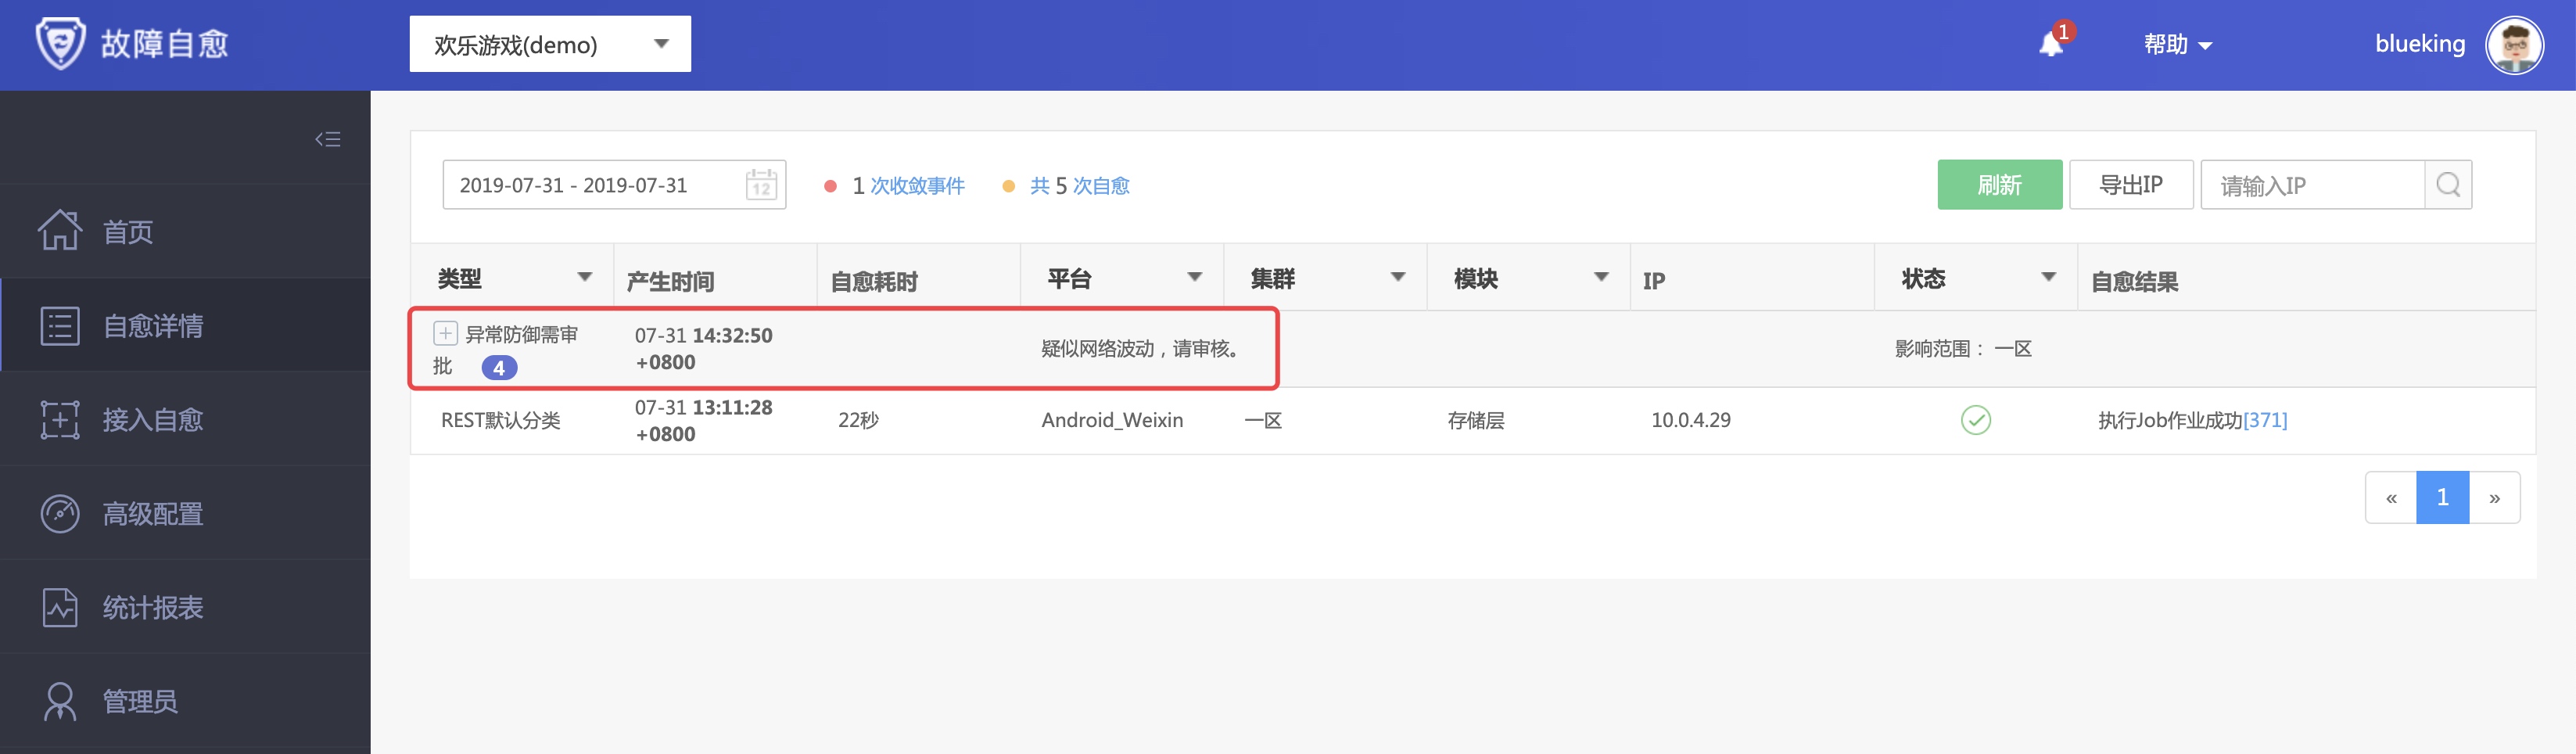 故障自愈
欢乐游戏(demo)
1
帮助
blueking
首页
自愈详情
接入自愈
高级配置
统计报表
管理员
2019-07-31 - 2019-07-31
12
1 次收敛事件
共 5 次自愈
刷新
导出IP
请输入IP
类型
产生时间
自愈耗时
平台
集群
模块
IP
状态
自愈结果
异常防御需审
批 4
07-31 14:32:50
+0800
疑似网络波动，请审核。
影响范围： 一区
REST默认分类
07-31 13:11:28
+0800
22秒
Android_Weixin
一区
存储层
10.0.4.29
执行Job作业成功[371]
« 1 »